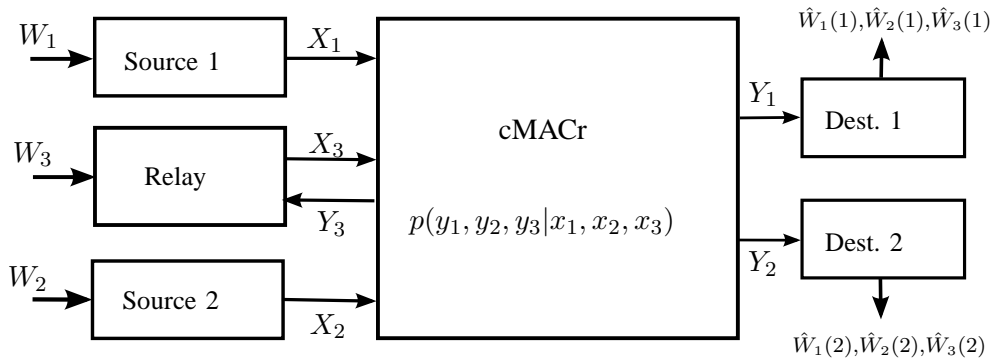 Ŵ₁(1),Ŵ₂(1),Ŵ₃(1)
W₁
Source 1
X₁
Y₁
Dest. 1
cMACr
W₃
Relay
X₃
Y₃
p(y₁, y₂, y₃|x₁, x₂, x₃)
Y₂
Dest. 2
W₂
Source 2
X₂
Ŵ₁(2),Ŵ₂(2),Ŵ₃(2)